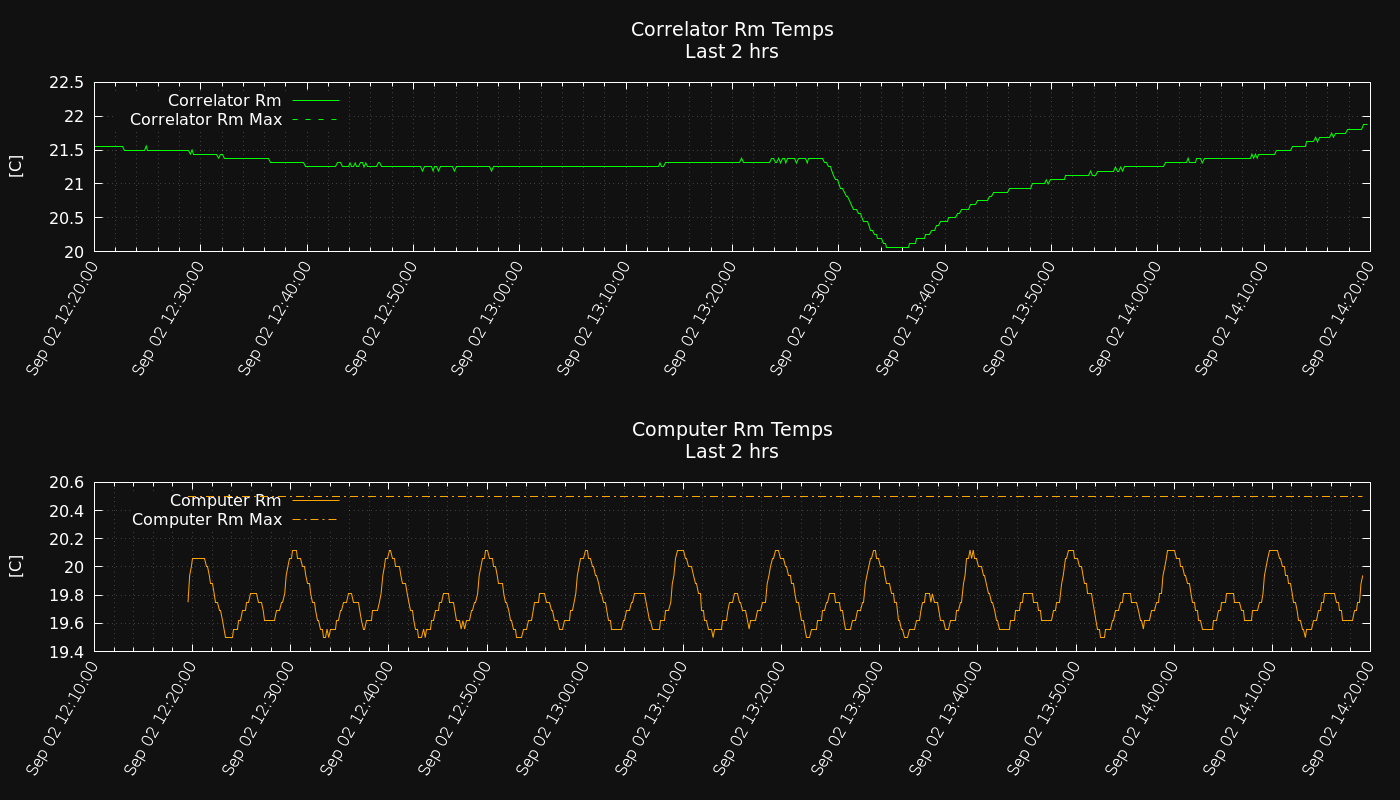 Correlator Rm Temps
Last 2 hrs
[C]
22.5
22
21.5
21
20.5
20
Correlator Rm
Correlator Rm Max
Sep 02 12:20:00
Sep 02 12:30:00
Sep 02 12:40:00
Sep 02 12:50:00
Sep 02 13:00:00
Sep 02 13:10:00
Sep 02 13:20:00
Sep 02 13:30:00
Sep 02 13:40:00
Sep 02 13:50:00
Sep 02 14:00:00
Sep 02 14:10:00
Sep 02 14:20:00
Computer Rm Temps
Last 2 hrs
[C]
20.6
20.4
20.2
20
19.8
19.6
19.4
Computer Rm
Computer Rm Max
Sep 02 12:10:00
Sep 02 12:20:00
Sep 02 12:30:00
Sep 02 12:40:00
Sep 02 12:50:00
Sep 02 13:00:00
Sep 02 13:10:00
Sep 02 13:20:00
Sep 02 13:30:00
Sep 02 13:40:00
Sep 02 13:50:00
Sep 02 14:00:00
Sep 02 14:10:00
Sep 02 14:20:00